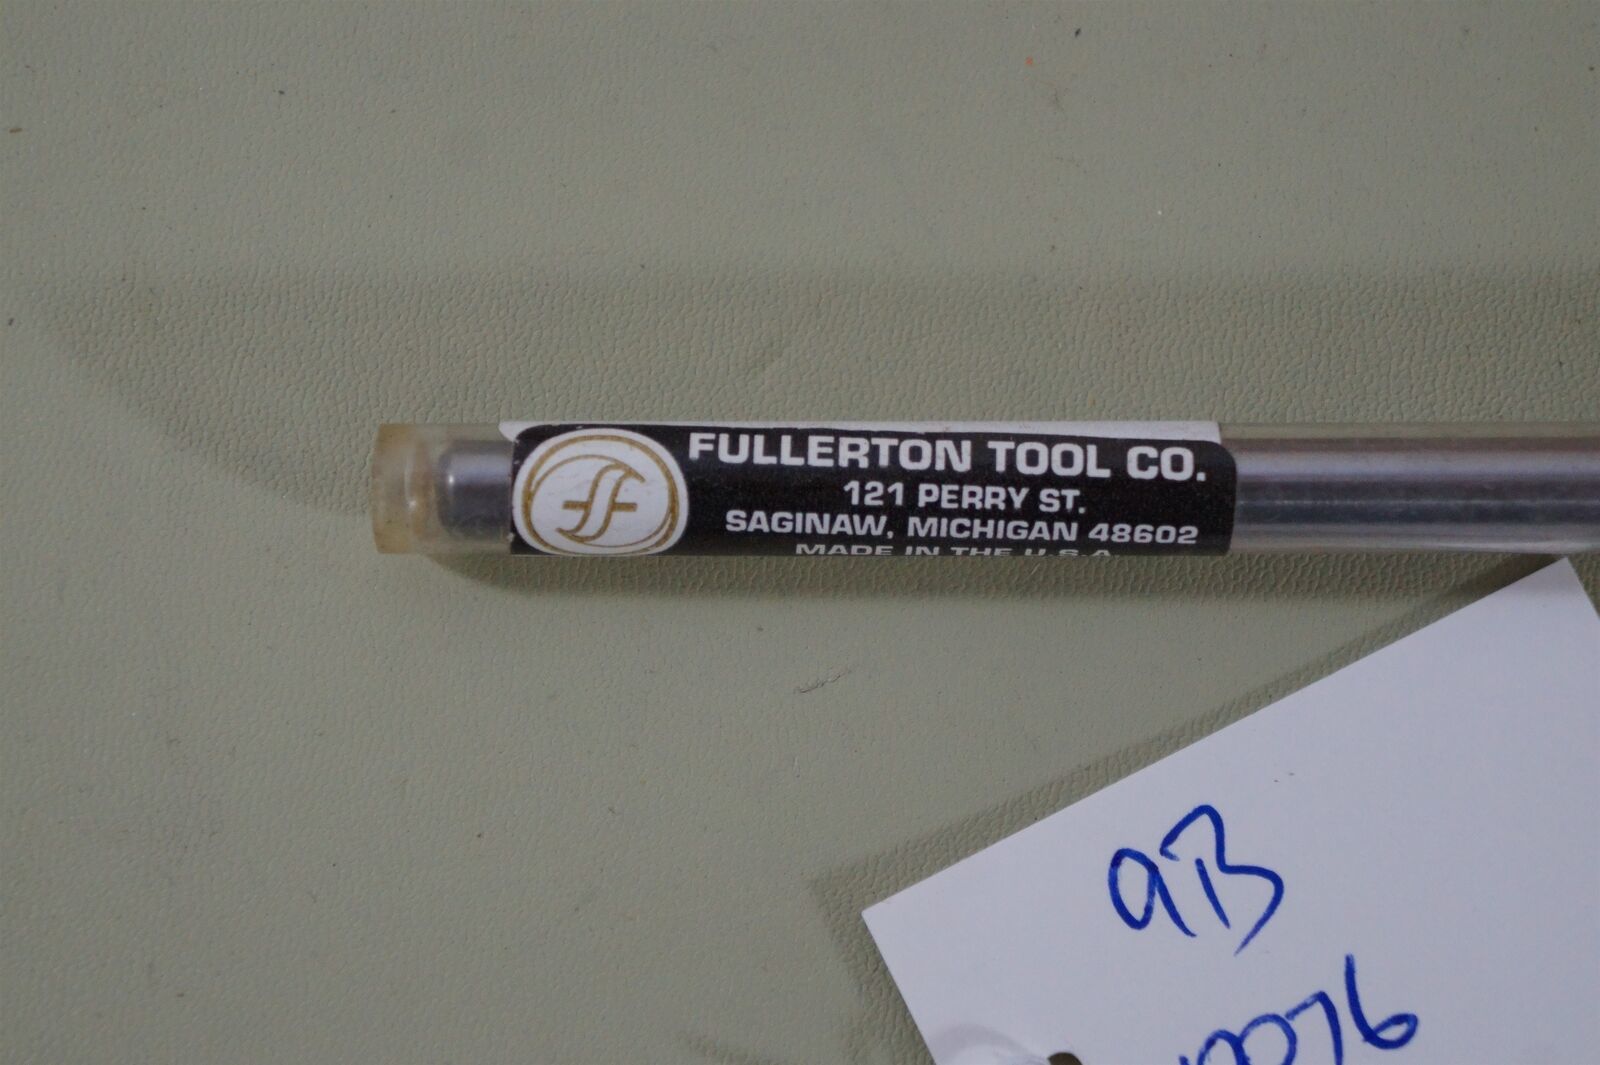 FULLERTON TOOL CO.
121 PERRY ST.
SAGINAW, MICHIGAN 48602
MADE IN THE U.S.A
9B